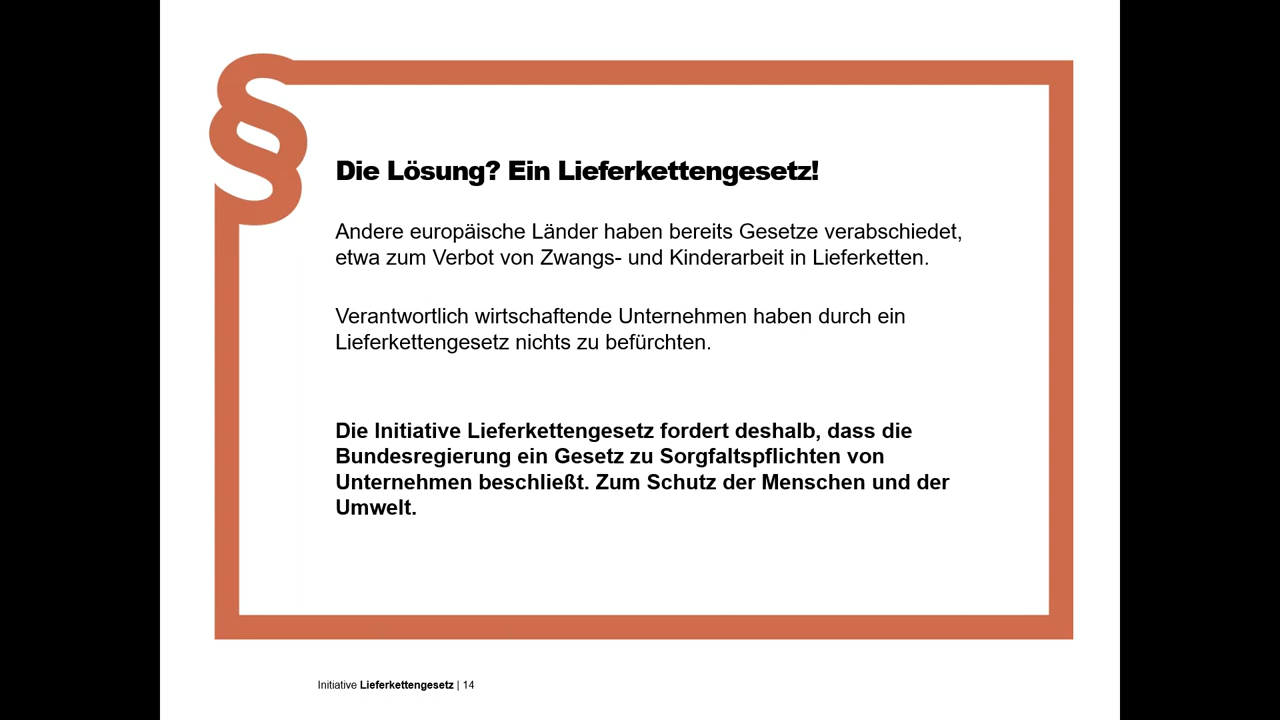 §
Die Lösung? Ein Lieferkettengesetz!
Andere europäische Länder haben bereits Gesetze verabschiedet,
etwa zum Verbot von Zwangs- und Kinderarbeit in Lieferketten.
Verantwortlich wirtschaftende Unternehmen haben durch ein
Lieferkettengesetz nichts zu befürchten.
Die Initiative Lieferkettengesetz fordert deshalb, dass die
Bundesregierung ein Gesetz zu Sorgfaltspflichten von
Unternehmen beschließt. Zum Schutz der Menschen und der
Umwelt.
Initiative Lieferkettengesetz | 14